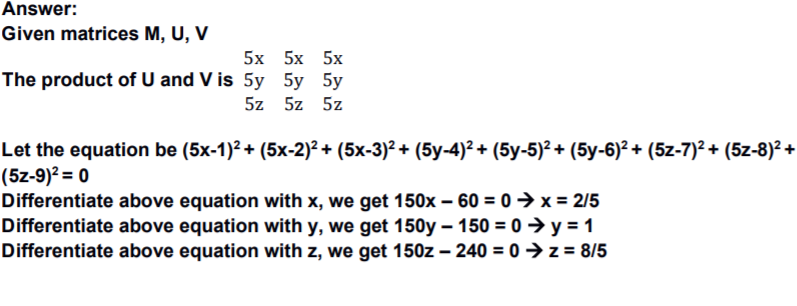 Answer:
Given matrices M, U, V
5x 5x 5x
The product of U and V is 5y 5y 5y
5z 5z 5z
Let the equation be (5x-1)² + (5x-2)² + (5x-3)² + (5y-4)² + (5y-5)² + (5y-6)² + (5z-7)² + (5z-8)² +
(5z-9)² = 0
Differentiate above equation with x, we get 150x – 60 = 0 → x = 2/5
Differentiate above equation with y, we get 150y – 150 = 0 → y = 1
Differentiate above equation with z, we get 150z – 240 = 0 → z = 8/5